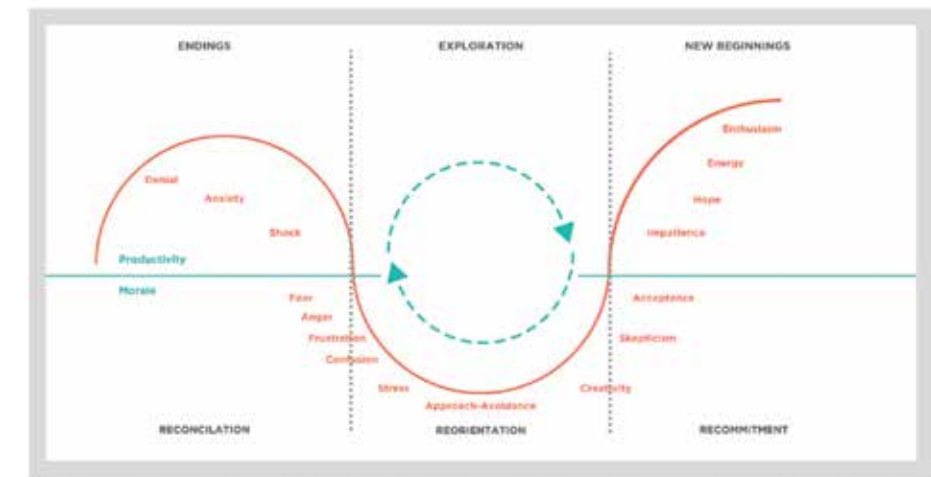 ENDINGS
EXPLORATION
NEW BEGINNINGS
Enthusiasm
Energy
Denial
Anxiety
Hope
Shock
Impatience
Productivity
Morale
Fear
Acceptance
Anger
Frustration
Skepticism
Confusion
Stress
Creativity
Approach-Avoidance
RECONCILATION
REORIENTATION
RECOMMITMENT